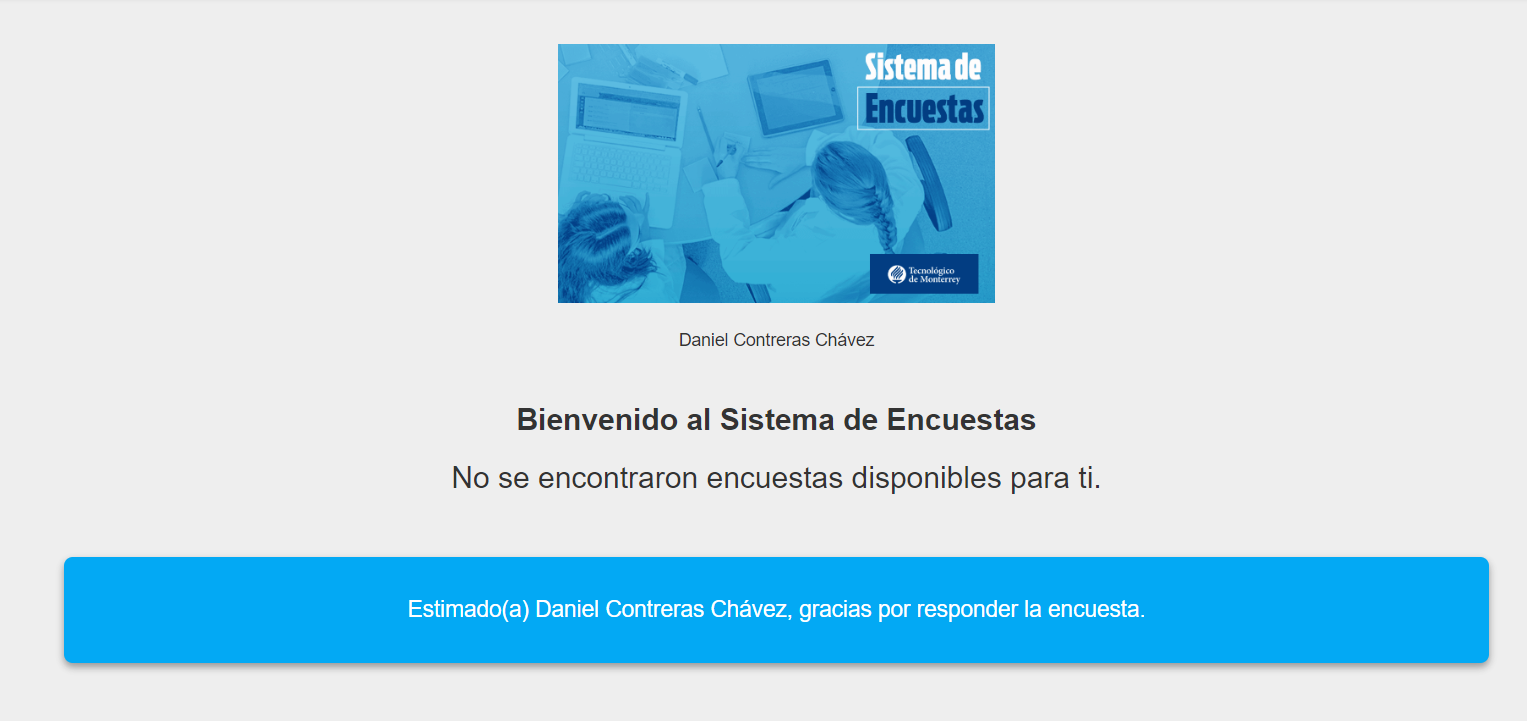 Sistema de
Encuestas
Tecnológico
de Monterrey
Daniel Contreras Chávez
Bienvenido al Sistema de Encuestas
No se encontraron encuestas disponibles para ti.
Estimado(a) Daniel Contreras Chávez, gracias por responder la encuesta.